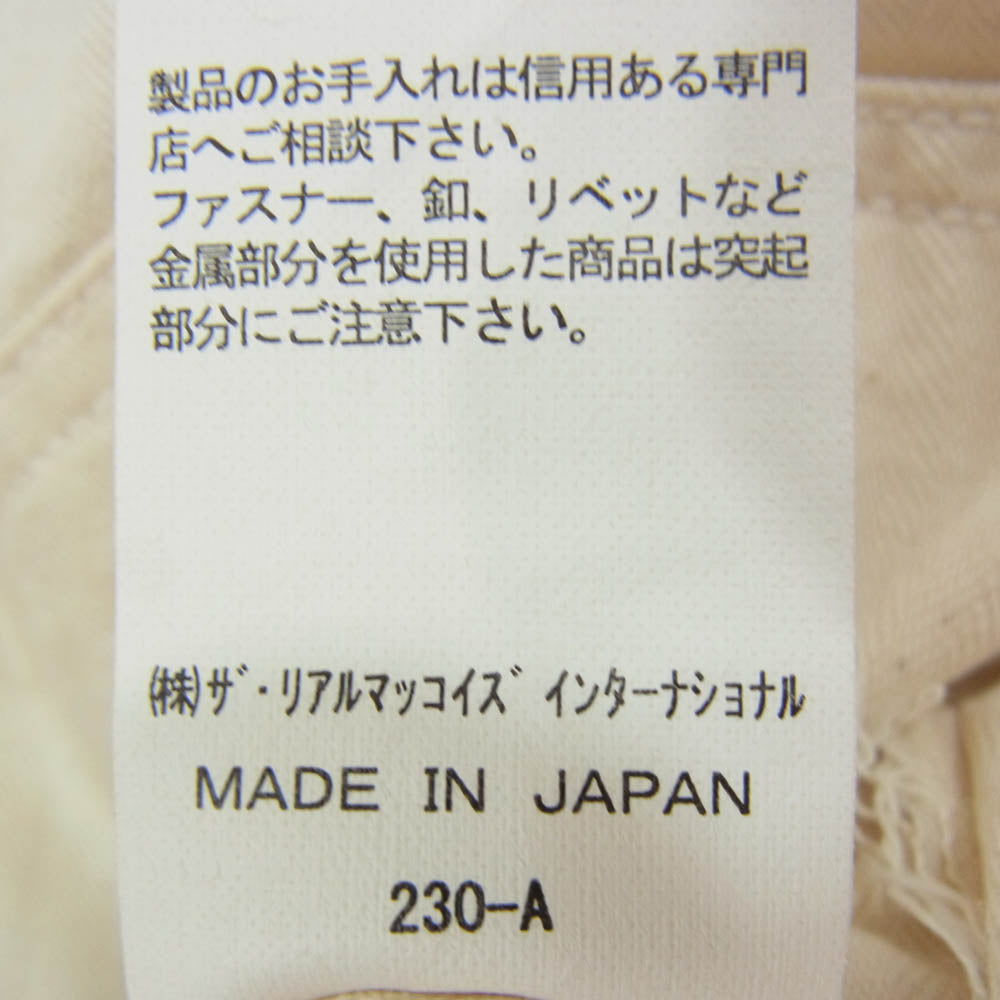 製品のお手入れは信用ある専門
店へご相談下さい。
ファスナー、釦、リベットなど
金属部分を使用した商品は突起
部分にご注意下さい。
㈱ｻﾞ・リアルマッコイズﾞ インターナショナル
MADE IN JAPAN
230-A